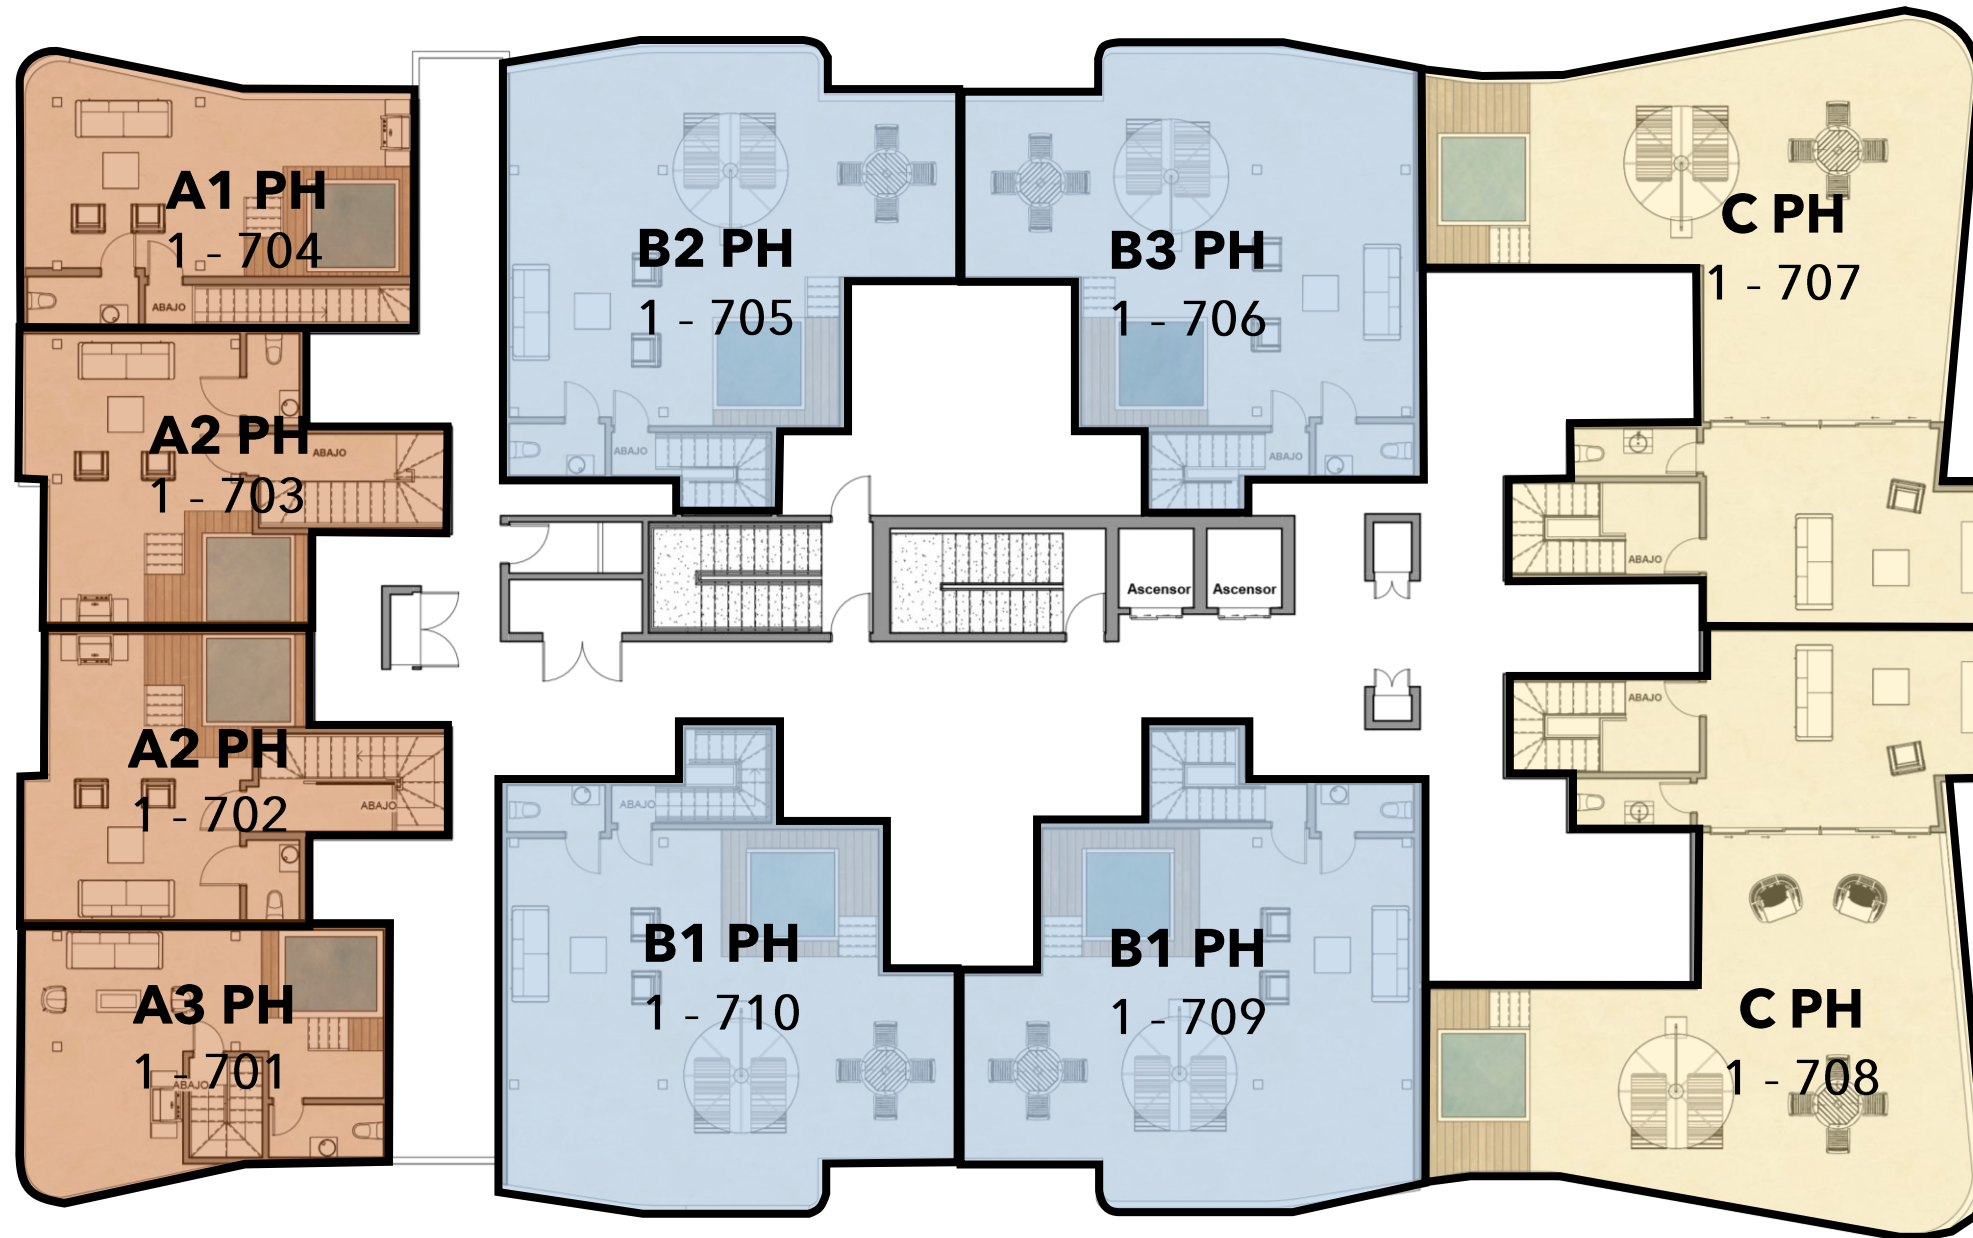 A1 PH
1 - 704
ABAJO
B2 PH
1 - 705
ABAJO
B3 PH
1 - 706
ABAJO
C PH
1 - 707
ABAJO
A2 PH
1 - 703
ABAJO
Ascensor
Ascensor
A2 PH
1 - 702
ABAJO
ABAJO
ABAJO
A3 PH
1 - 701
ABAJO
B1 PH
1 - 710
B1 PH
1 - 709
C PH
1 - 708